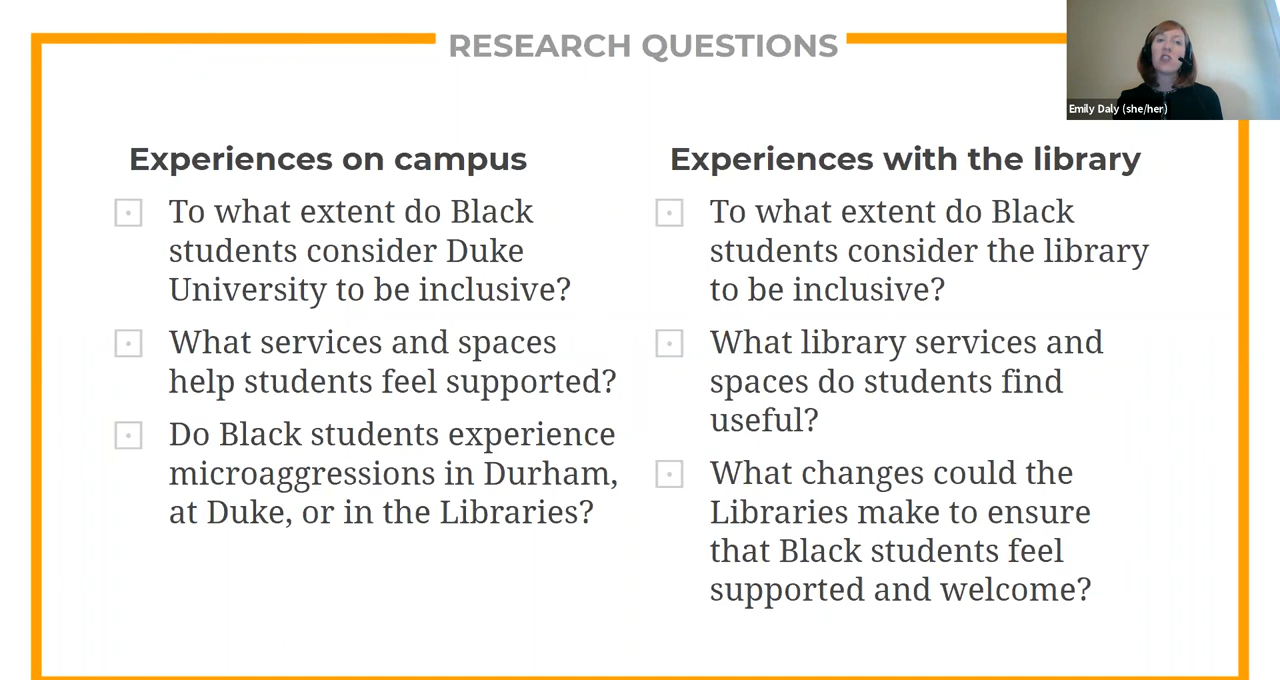 RESEARCH QUESTIONS
Emily Daly (she/her)
Experiences on campus
To what extent do Black
students consider Duke
University to be inclusive?
What services and spaces
help students feel supported?
Do Black students experience
microaggressions in Durham,
at Duke, or in the Libraries?
Experiences with the library
To what extent do Black
students consider the library
to be inclusive?
What library services and
spaces do students find
useful?
What changes could the
Libraries make to ensure
that Black students feel
supported and welcome?